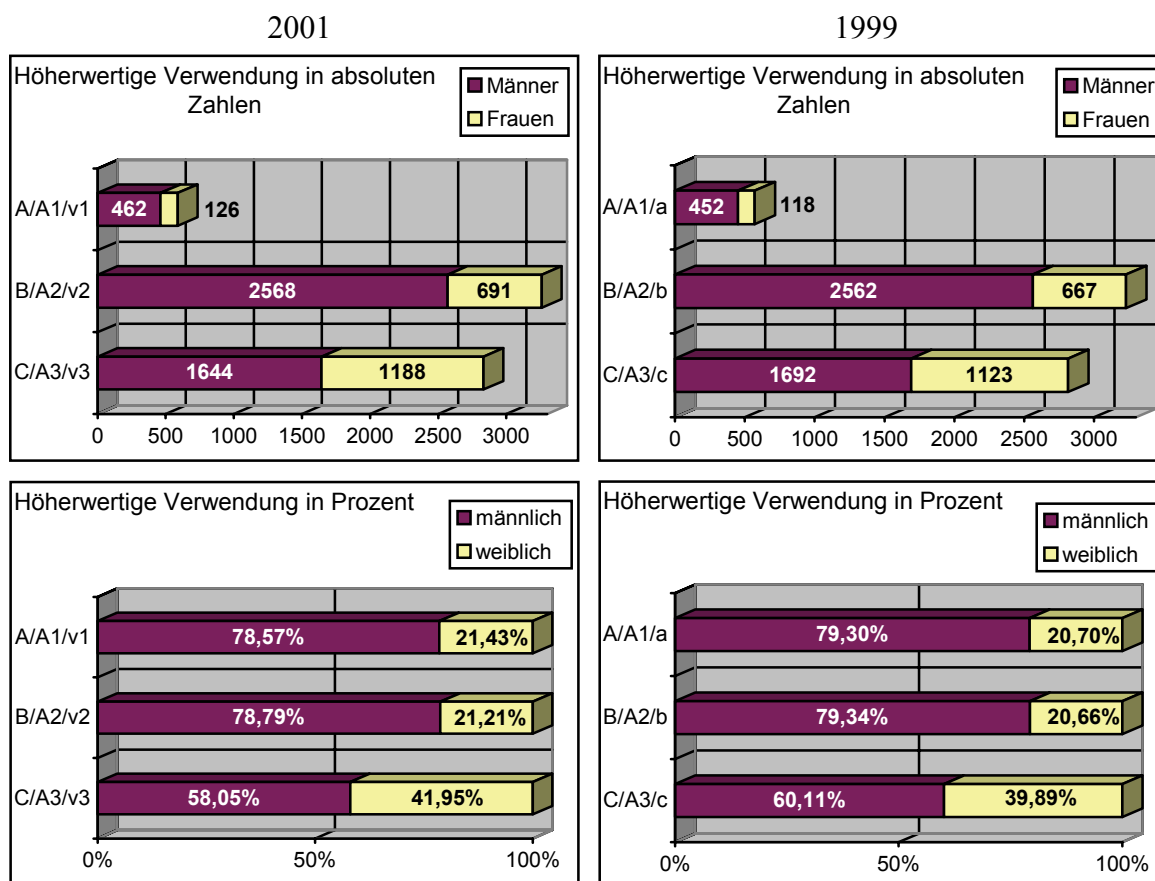 2001
Höherwertige Verwendung in absoluten
Zahlen
Männer
Frauen
A/A1/v1
462
126
B/A2/v2
2568
691
C/A3/v3
1644
1188
0 500 1000 1500 2000 2500 3000
1999
Höherwertige Verwendung in absoluten
Zahlen
Männer
Frauen
A/A1/a
452
118
B/A2/b
2562
667
C/A3/c
1692
1123
0 500 1000 1500 2000 2500 3000
Höherwertige Verwendung in Prozent
männlich
weiblich
A/A1/v1
78,57%
21,43%
B/A2/v2
78,79%
21,21%
C/A3/v3
58,05%
41,95%
0% 50% 100%
Höherwertige Verwendung in Prozent
männlich
weiblich
A/A1/a
79,30%
20,70%
B/A2/b
79,34%
20,66%
C/A3/c
60,11%
39,89%
0% 50% 100%